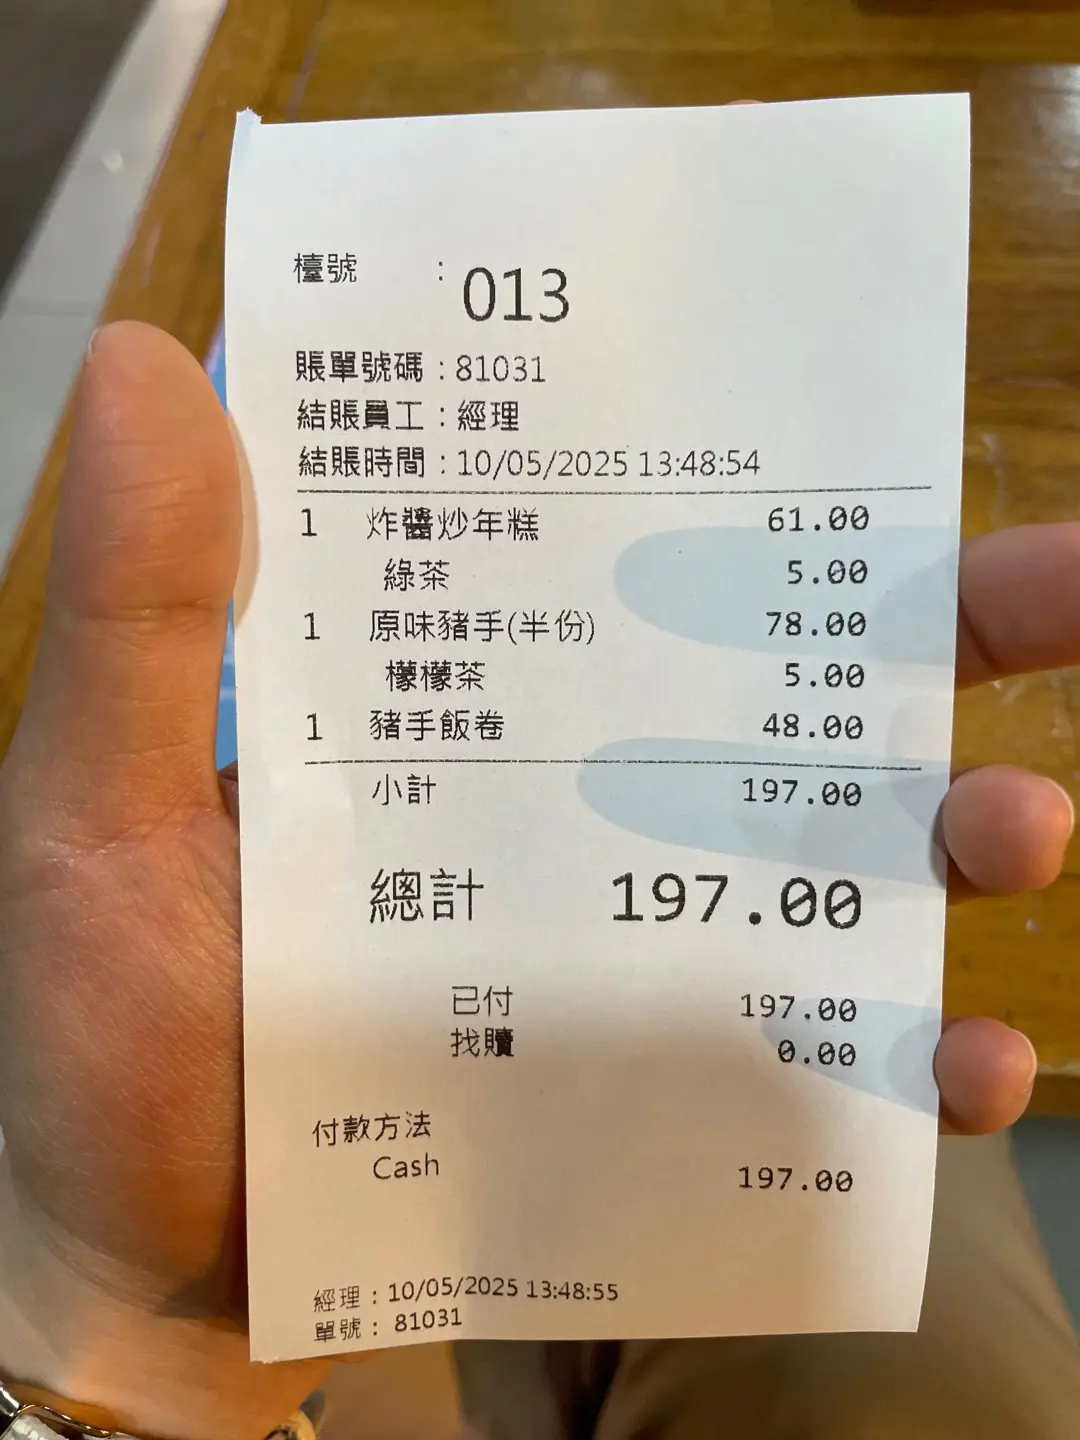 檯號 : 013
賬單號碼 : 81031
結賬員工 : 經理
結賬時間 : 10/05/2025 13:48:54
1 炸醬炒年糕 61.00
綠茶 5.00
1 原味豬手(半份) 78.00
檬檬茶 5.00
1 豬手飯卷 48.00
小計 197.00
總計 197.00
已付 197.00
找贖 0.00
付款方法
Cash 197.00
經理 : 10/05/2025 13:48:55
單號 : 81031